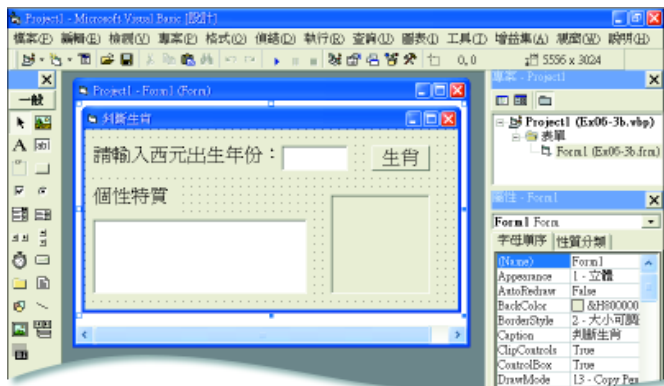 Project1 - Microsoft Visual Basic [設計]
檔案(F) 編輯(E) 檢視(V) 專案(P) 格式(O) 偵錯(D) 執行(R) 查詢(U) 圖表(I) 工具(T) 增益集(A) 視窗(W) 說明(H)
0, 0 5556 x 3024
一般
Project1 - Form1 (Form)
判斷生肖
請輸入西元出生年份： 生肖
個性特質
專案 - Project1
Project1 (Ex06-3b.vbp)
表單
Form1 (Ex06-3b.frm)
屬性 - Form1
Form1 Form
字母順序 性質分類
(Name) Form1
Appearance 1 - 立體
AutoRedraw False
BackColor &H800000
BorderStyle 2 - 大小可調
Caption 判斷生肖
ClipControls True
ControlBox True
DrawMode 13 - Copy Pen